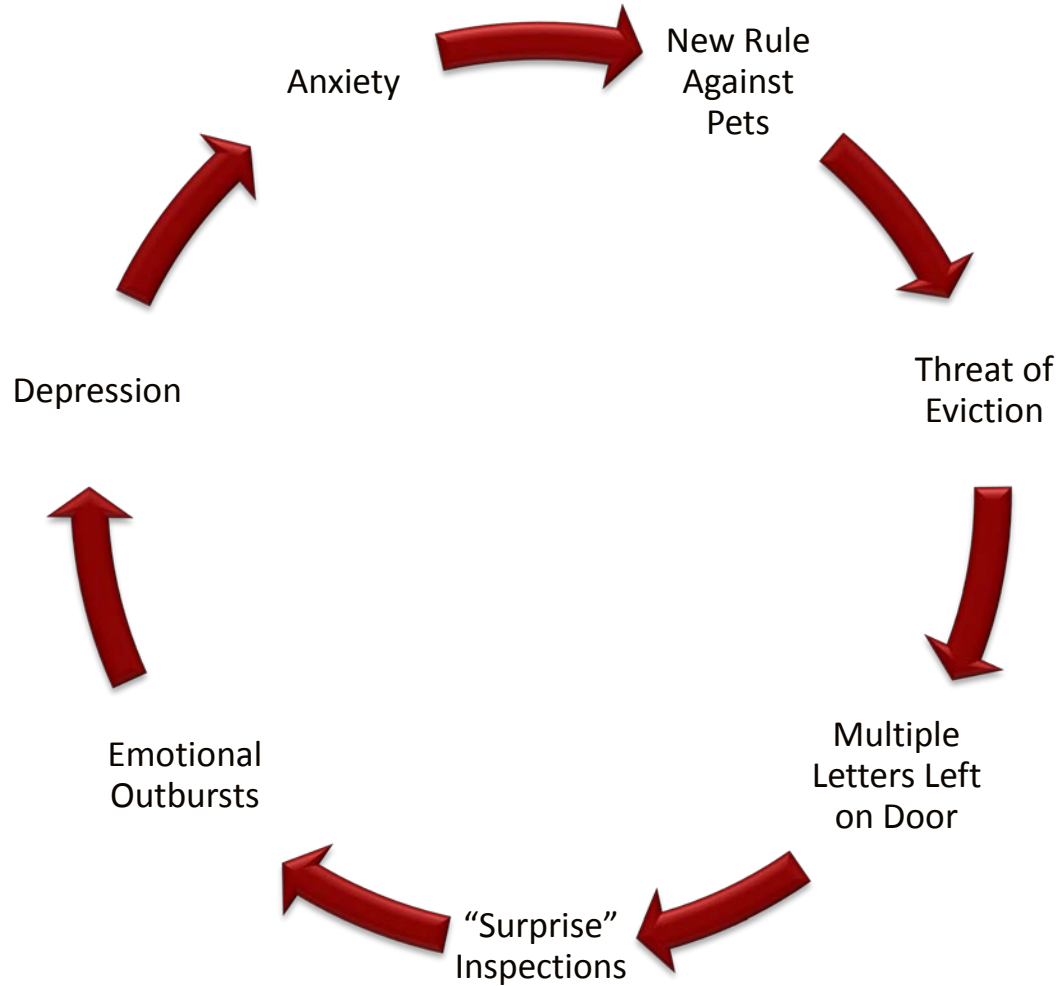 New Rule
Against
Pets
Threat of
Eviction
Multiple
Letters Left
on Door
“Surprise”
Inspections
Emotional
Outbursts
Depression
Anxiety